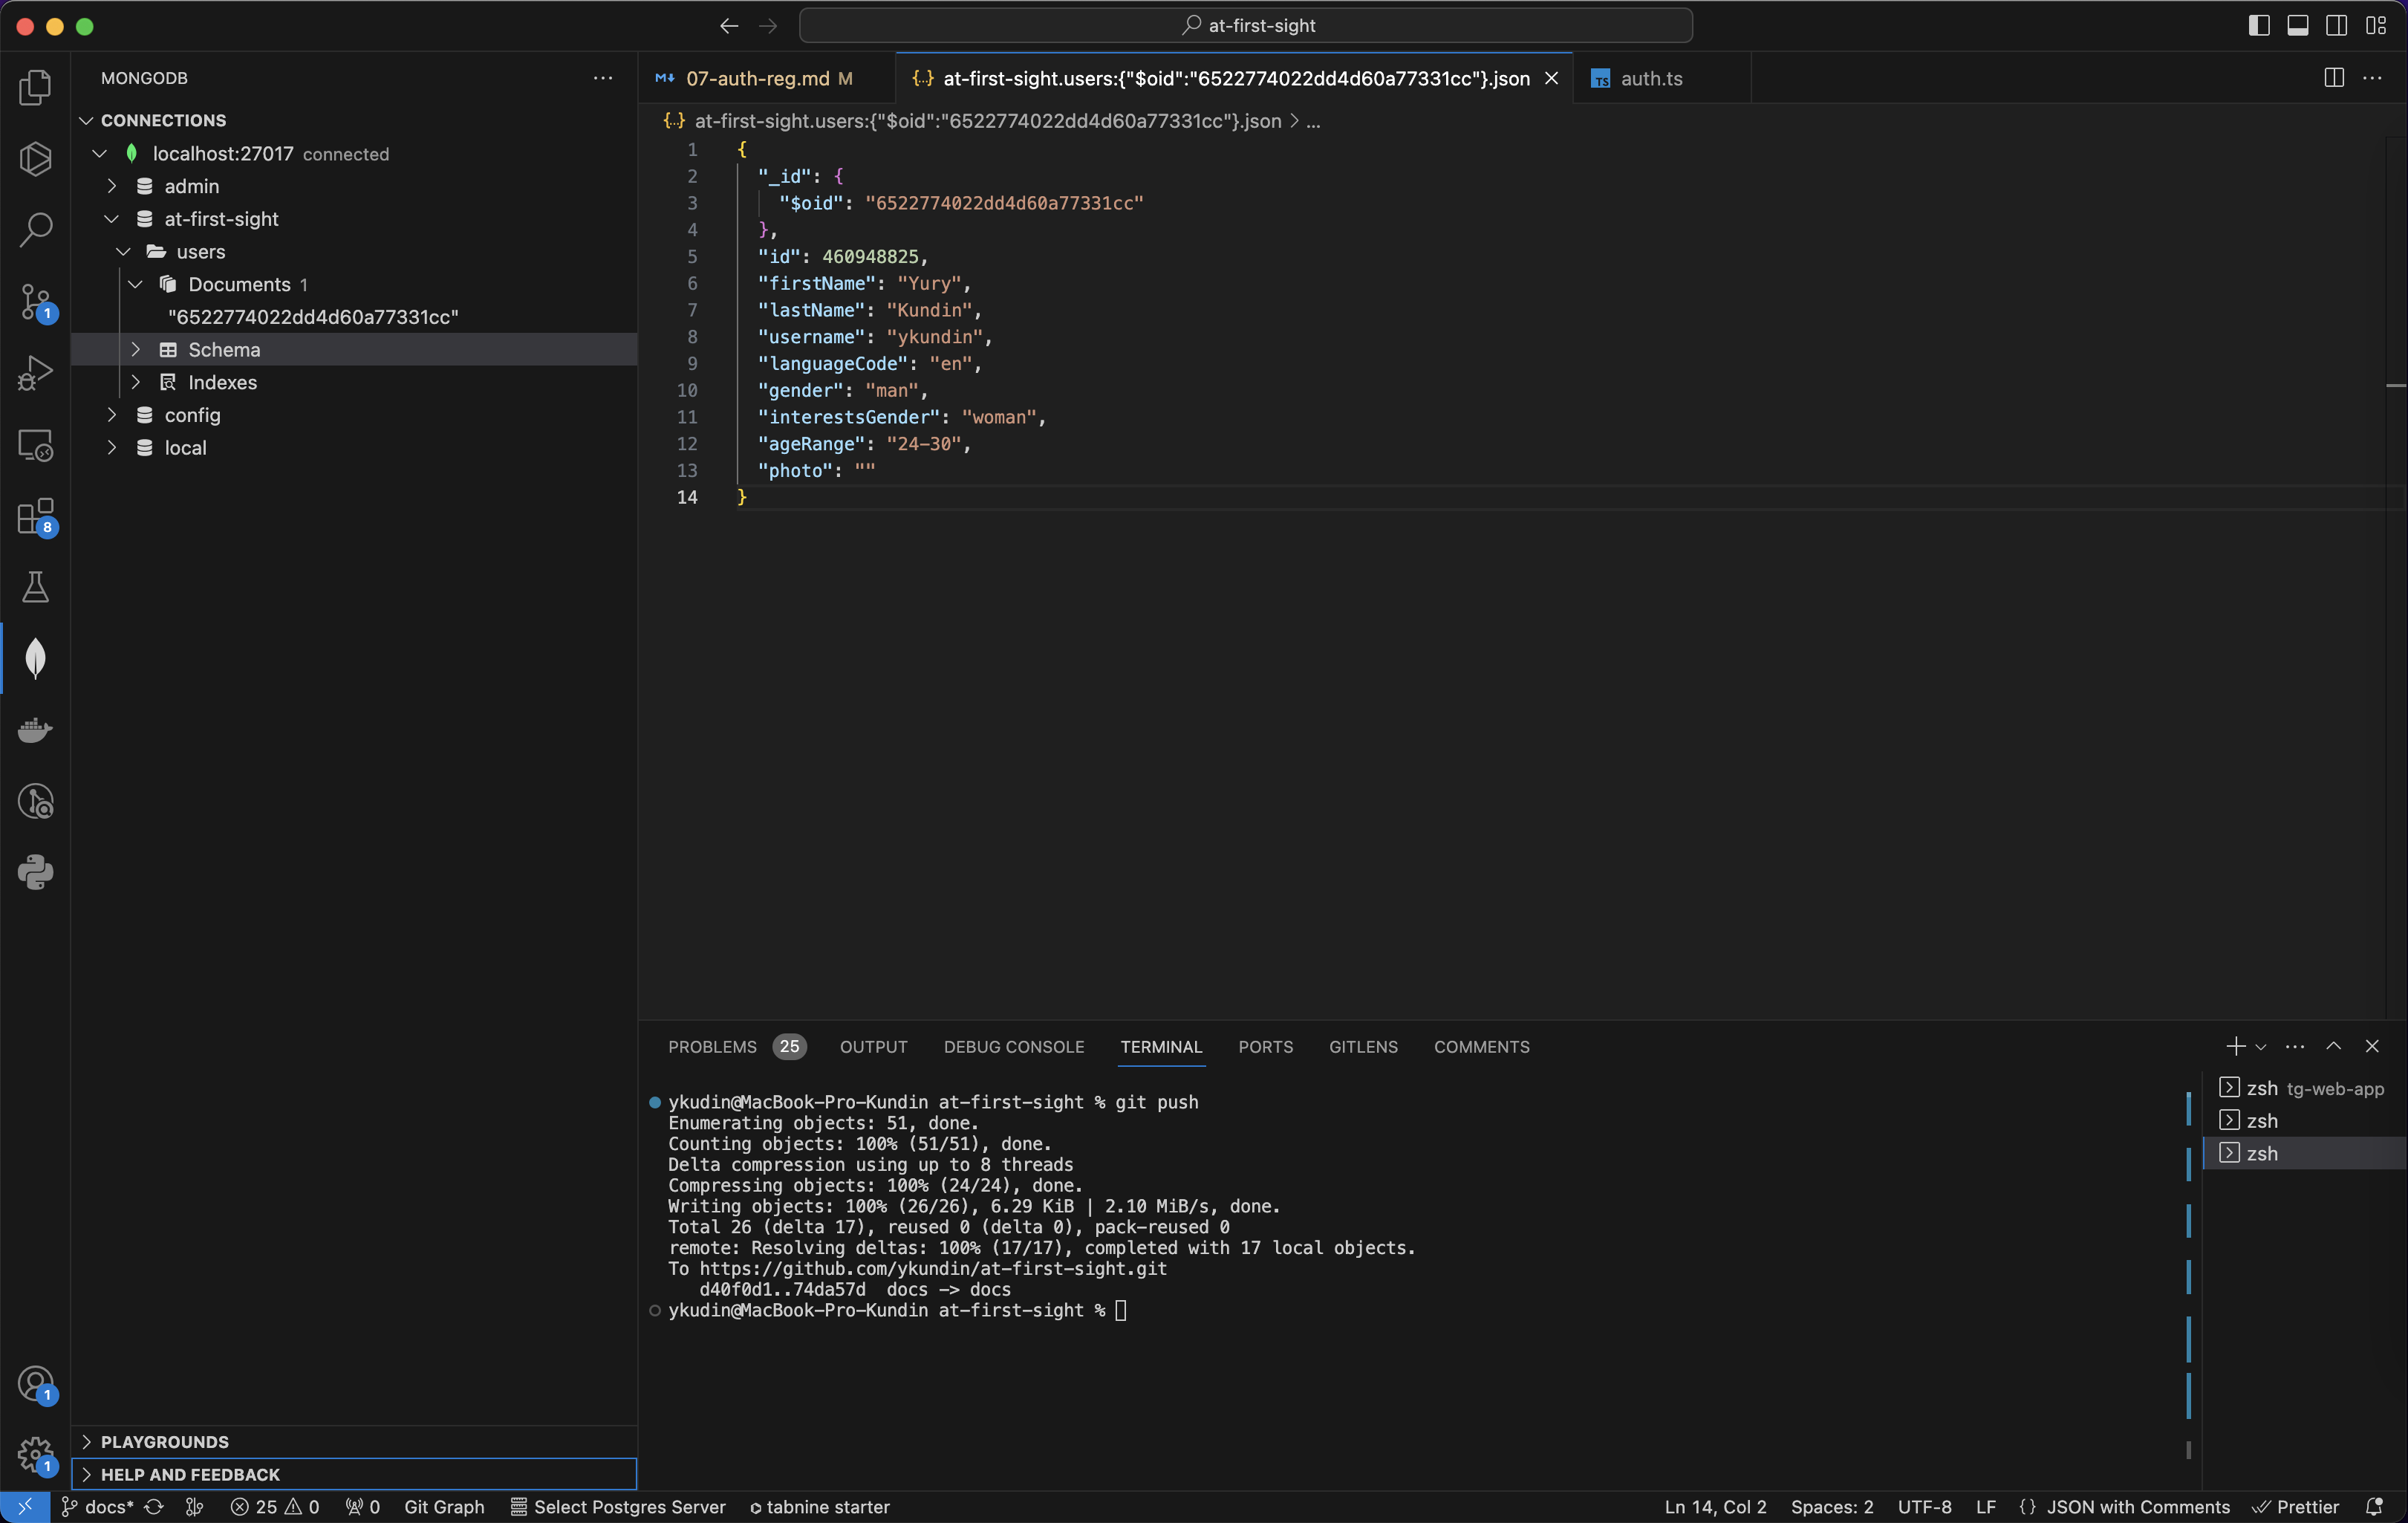 at-first-sight
MONGODB
CONNECTIONS
localhost:27017 connected
admin
at-first-sight
users
Documents 1
"6522774022dd4d60a77331cc"
Schema
Indexes
config
local
PLAYGROUNDS
HELP AND FEEDBACK
1
8
1
1
M↓ 07-auth-reg.md M
{..} at-first-sight.users:{"$oid":"6522774022dd4d60a77331cc"}.json
TS auth.ts
{..} at-first-sight.users:{"$oid":"6522774022dd4d60a77331cc"}.json > ...
1 {
2 "_id": {
3 "$oid": "6522774022dd4d60a77331cc"
4 },
5 "id": 460948825,
6 "firstName": "Yury",
7 "lastName": "Kundin",
8 "username": "ykundin",
9 "languageCode": "en",
10 "gender": "man",
11 "interestsGender": "woman",
12 "ageRange": "24-30",
13 "photo": ""
14 }
PROBLEMS 25 OUTPUT DEBUG CONSOLE TERMINAL PORTS GITLENS COMMENTS
ykudin@MacBook-Pro-Kundin at-first-sight % git push
Enumerating objects: 51, done.
Counting objects: 100% (51/51), done.
Delta compression using up to 8 threads
Compressing objects: 100% (24/24), done.
Writing objects: 100% (26/26), 6.29 KiB | 2.10 MiB/s, done.
Total 26 (delta 17), reused 0 (delta 0), pack-reused 0
remote: Resolving deltas: 100% (17/17), completed with 17 local objects.
To https://github.com/ykundin/at-first-sight.git
d40f0d1..74da57d docs -> docs
ykudin@MacBook-Pro-Kundin at-first-sight %
zsh tg-web-app
zsh
zsh
docs* 25 0 0 Git Graph Select Postgres Server tabnine starter Ln 14, Col 2 Spaces: 2 UTF-8 LF {} JSON with Comments Prettier